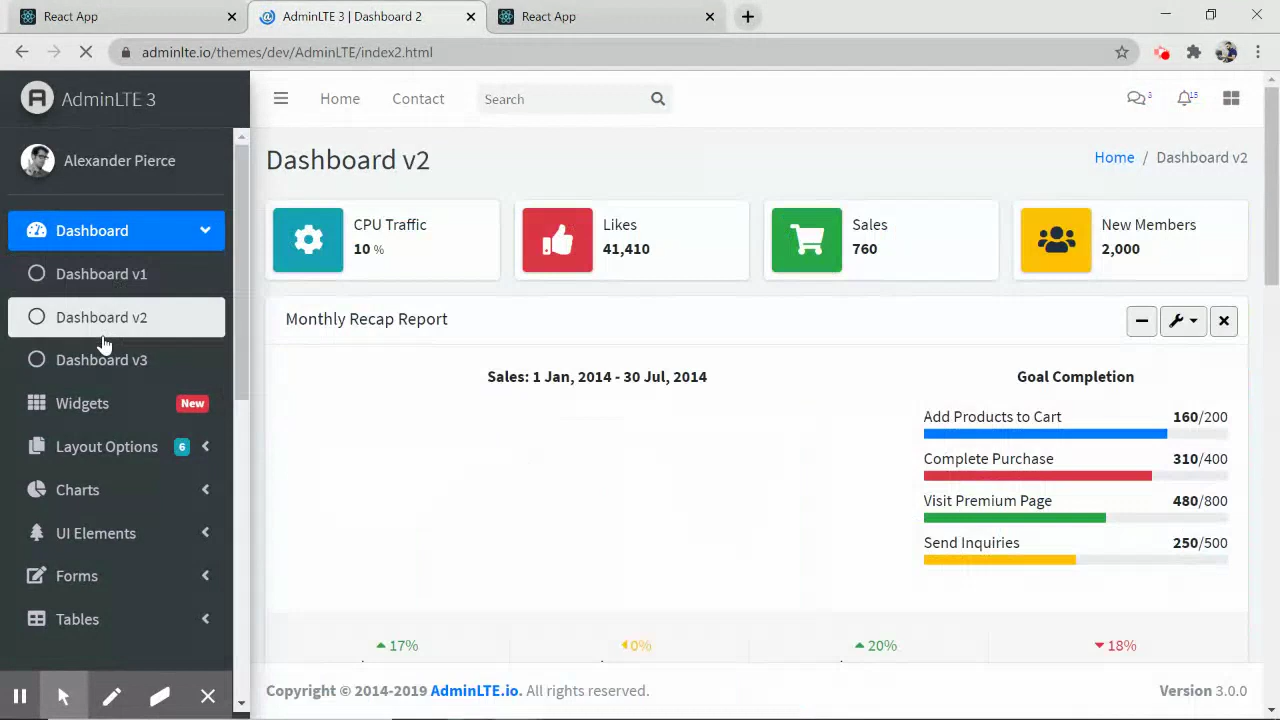 React App
AdminLTE 3 | Dashboard 2
React App
adminlte.io/themes/dev/AdminLTE/index2.html
AdminLTE 3
Home
Contact
Search
3
15
Alexander Pierce
Dashboard
Dashboard v1
Dashboard v2
Dashboard v3
Widgets
New
Layout Options
6
Charts
UI Elements
Forms
Tables
Dashboard v2
Home / Dashboard v2
CPU Traffic
10 %
Likes
41,410
Sales
760
New Members
2,000
Monthly Recap Report
Sales: 1 Jan, 2014 - 30 Jul, 2014
Goal Completion
Add Products to Cart 160/200
Complete Purchase 310/400
Visit Premium Page 480/800
Send Inquiries 250/500
17%
0%
20%
18%
Copyright © 2014-2019 AdminLTE.io. All rights reserved.
Version 3.0.0